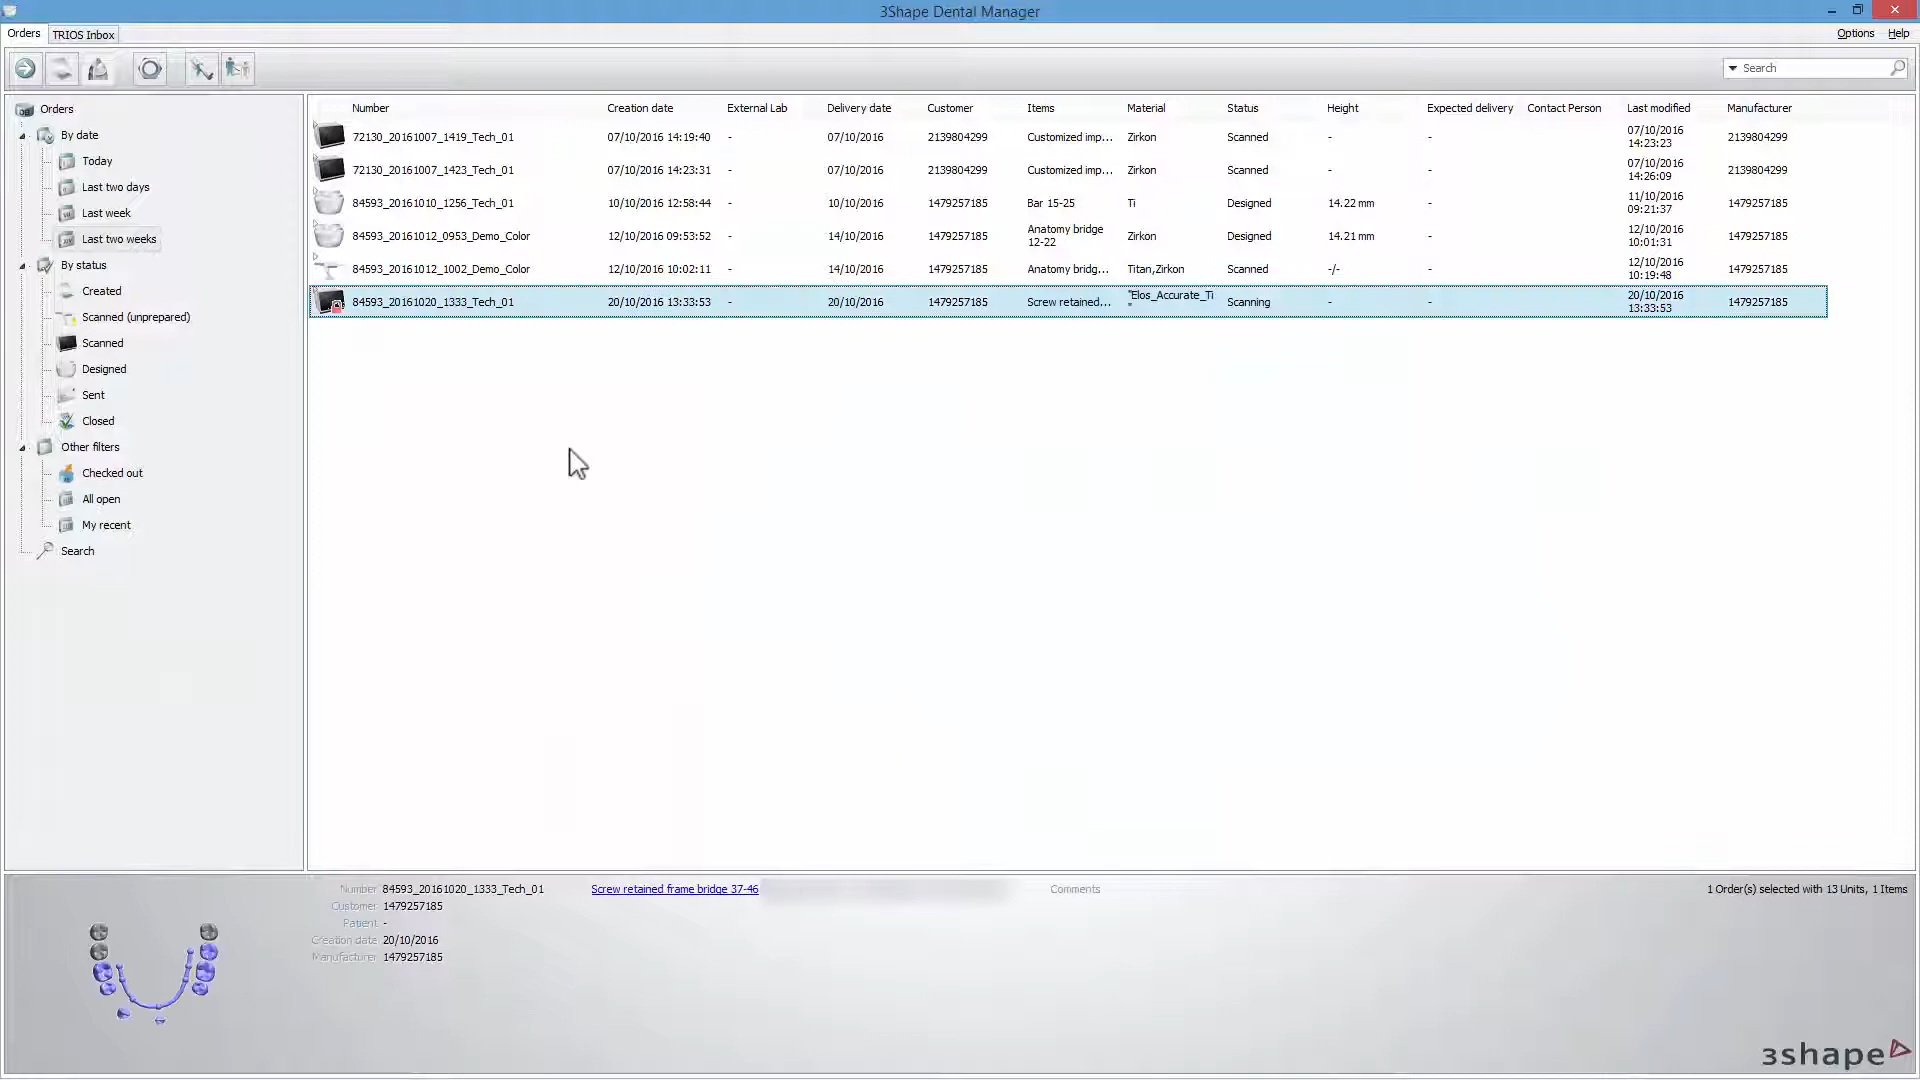 3Shape Dental Manager
Orders TRIOS Inbox Options Help
Search
Orders
By date
Today
Last two days
Last week
Last two weeks
By status
Created
Scanned (unprepared)
Scanned
Designed
Sent
Closed
Other filters
Checked out
All open
My recent
Search
Number Creation date External Lab Delivery date Customer Items Material Status Height Expected delivery Contact Person Last modified Manufacturer
72130_20161007_1419_Tech_01 07/10/2016 14:19:40 - 07/10/2016 2139804299 Customized imp... Zirkon Scanned - - 07/10/2016 14:23:23 2139804299
72130_20161007_1423_Tech_01 07/10/2016 14:23:31 - 07/10/2016 2139804299 Customized imp... Zirkon Scanned - - 07/10/2016 14:26:09 2139804299
84593_20161010_1256_Tech_01 10/10/2016 12:58:44 - 10/10/2016 1479257185 Bar 15-25 Ti Designed 14.22 mm - 11/10/2016 09:21:37 1479257185
84593_20161012_0953_Demo_Color 12/10/2016 09:53:52 - 14/10/2016 1479257185 Anatomy bridge 12-22 Zirkon Designed 14.21 mm - 12/10/2016 10:01:31 1479257185
84593_20161012_1002_Demo_Color 12/10/2016 10:02:11 - 14/10/2016 1479257185 Anatomy bridg... Titan,Zirkon Scanned -/- - 12/10/2016 10:19:48 1479257185
84593_20161020_1333_Tech_01 20/10/2016 13:33:53 - 20/10/2016 1479257185 Screw retained... "Elos_Accurate_Ti" Scanning - - 20/10/2016 13:33:53 1479257185
Number 84593_20161020_1333_Tech_01 Screw retained frame bridge 37-46 Comments 1 Order(s) selected with 13 Units, 1 Items
Customer 1479257185
Patient -
Creation date 20/10/2016
Manufacturer 1479257185
3shape